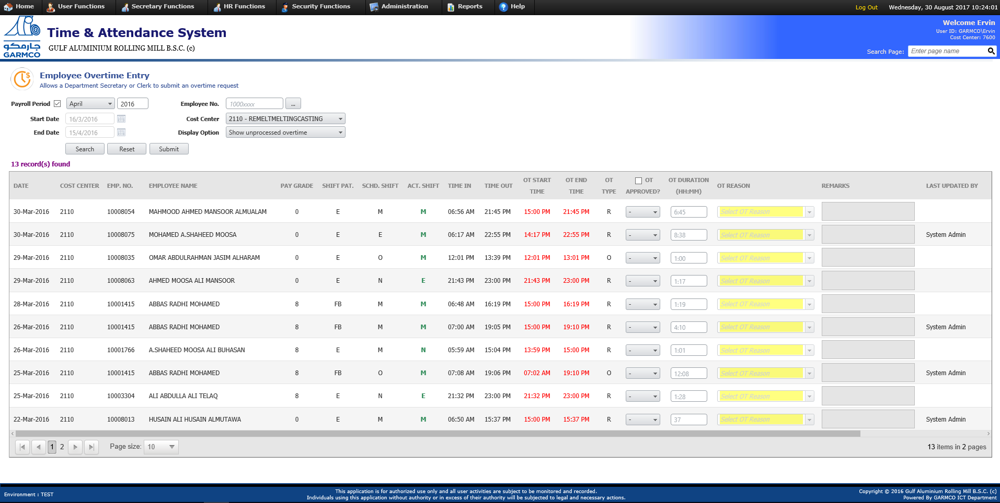 Home User Functions Secretary Functions HR Functions Security Functions Administration Reports Help Log Out Wednesday, 30 August 2017 10:24:01
Welcome Ervin
User ID: GARMCO\Ervin
Cost Center: 7600
Search Page: Enter page name
جارمكو
GARMCO
Time & Attendance System
GULF ALUMINIUM ROLLING MILL B.S.C. (c)
Employee Overtime Entry
Allows a Department Secretary or Clerk to submit an overtime request
Payroll Period April 2016 Employee No. 1000xxxx ...
Start Date 16/3/2016 Cost Center 2110 - REMELTMELTINGCASTING
End Date 15/4/2016 Display Option Show unprocessed overtime
Search Reset Submit
13 record(s) found
DATE COST CENTER EMP. NO. EMPLOYEE NAME PAY GRADE SHIFT PAT. SCHD. SHIFT ACT. SHIFT TIME IN TIME OUT OT START TIME OT END TIME OT TYPE OT APPROVED? OT DURATION (HH:MM) OT REASON REMARKS LAST UPDATED BY
30-Mar-2016 2110 10008054 MAHMOOD AHMED MANSOOR ALMUALAM 0 E M M 06:56 AM 21:45 PM 15:00 PM 21:45 PM R - 6:45 Select OT Reason
30-Mar-2016 2110 10008075 MOHAMED A.SHAHEED MOOSA 0 E E M 06:17 AM 22:55 PM 14:17 PM 22:55 PM R - 8:38 Select OT Reason System Admin
29-Mar-2016 2110 10008035 OMAR ABDULRAHMAN JASIM ALHARAM 0 E O M 12:01 PM 13:39 PM 12:01 PM 13:01 PM O - 1:00 Select OT Reason
29-Mar-2016 2110 10008063 AHMED MOOSA ALI MANSOOR 0 E N E 21:43 PM 23:00 PM 21:43 PM 23:00 PM R - 1:17 Select OT Reason
28-Mar-2016 2110 10001415 ABBAS RADHI MOHAMED 8 FB M M 06:48 AM 16:19 PM 15:00 PM 16:19 PM R - 1:19 Select OT Reason
26-Mar-2016 2110 10001415 ABBAS RADHI MOHAMED 8 FB M M 07:00 AM 19:05 PM 15:00 PM 19:10 PM R - 4:10 Select OT Reason System Admin
26-Mar-2016 2110 10001766 A.SHAHEED MOOSA ALI BUHASAN 8 E M N 05:59 AM 15:04 PM 13:59 PM 15:00 PM R - 1:01 Select OT Reason
25-Mar-2016 2110 10001415 ABBAS RADHI MOHAMED 8 FB O M 07:08 AM 19:06 PM 07:02 AM 19:10 PM O - 12:08 Select OT Reason System Admin
25-Mar-2016 2110 10003304 ALI ABDULLA ALI TELAQ 8 E N E 21:32 PM 23:00 PM 21:32 PM 23:00 PM R - 1:28 Select OT Reason
22-Mar-2016 2110 10008013 HUSAIN ALI HUSAIN ALMUTAWA 0 E M M 06:50 AM 15:37 PM 15:00 PM 15:37 PM R - 37 Select OT Reason System Admin
1 2 Page size: 10 13 items in 2 pages
Environment : TEST
This application is for authorized use only and all user activities are subject to be monitored and recorded.
Individuals using this application without authority or in excess of their authority will be subjected to legal and necessary actions.
Copyright © 2016 Gulf Aluminium Rolling Mill B.S.C. (c)
Powered By GARMCO ICT Department